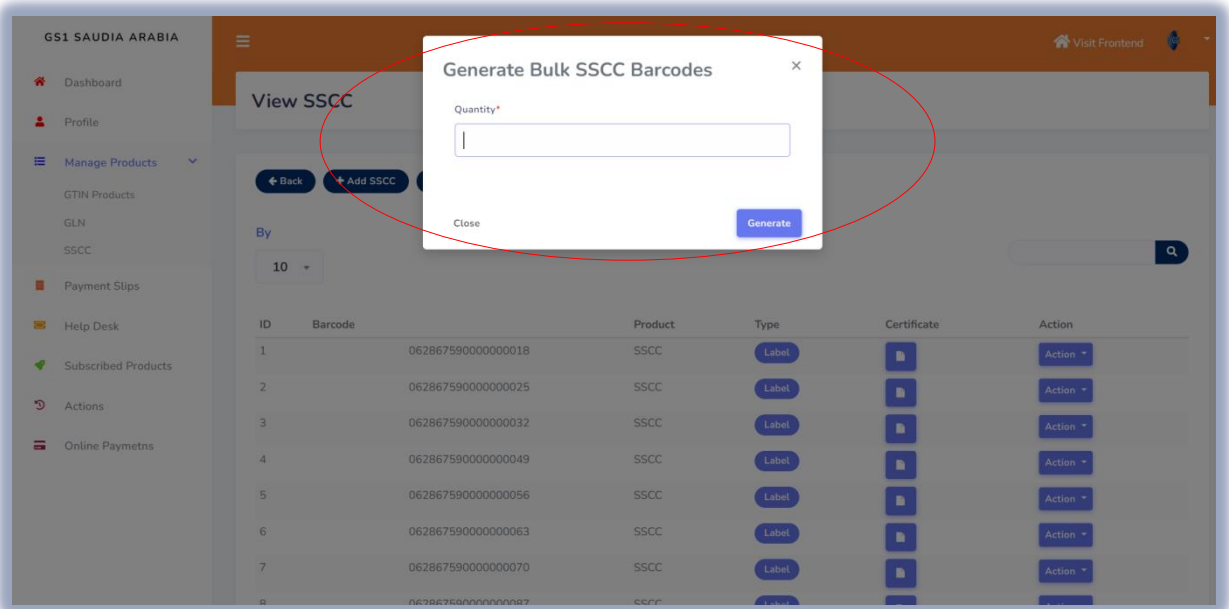 GS1 SAUDIA ARABIA
Visit Frontend
Dashboard
Profile
Manage Products
GTIN Products
GLN
SSCC
Payment Slips
Help Desk
Subscribed Products
Actions
Online Paymetns
View SSCC
Generate Bulk SSCC Barcodes ×
Quantity*
Close Generate
Back + Add SSCC
By
10
ID Barcode Product Type Certificate Action
1 062867590000000018 SSCC Label Action
2 062867590000000025 SSCC Label Action
3 062867590000000032 SSCC Label Action
4 062867590000000049 SSCC Label Action
5 062867590000000056 SSCC Label Action
6 062867590000000063 SSCC Label Action
7 062867590000000070 SSCC Label Action
8 062867590000000087 SSCC Label